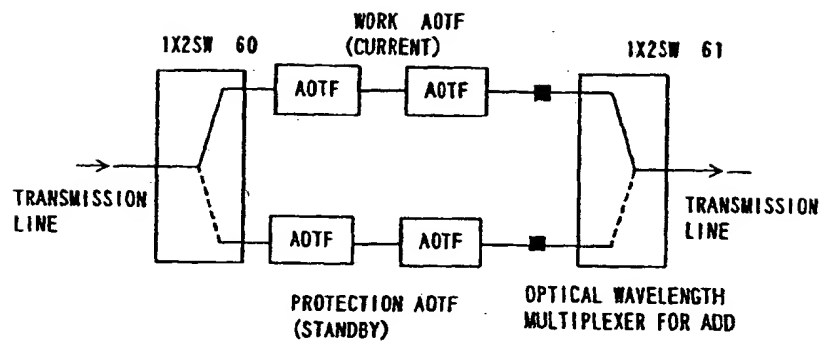 WORK AOTF
(CURRENT)
1X2SW 60
1X2SW 61
AOTF
AOTF
TRANSMISSION
LINE
TRANSMISSION
LINE
AOTF
AOTF
PROTECTION AOTF
(STANDBY)
OPTICAL WAVELENGTH
MULTIPLEXER FOR ADD